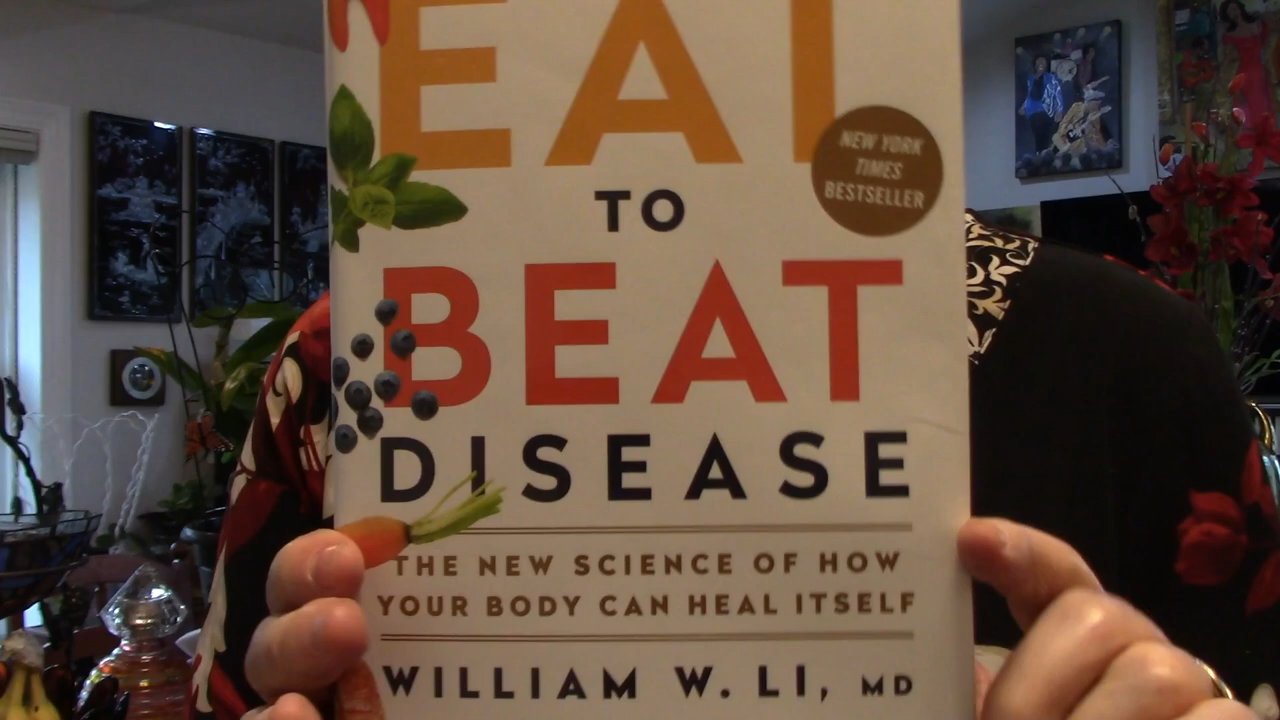 EAT
NEW YORK
TIMES
BESTSELLER
TO
BEAT
DISEASE
THE NEW SCIENCE OF HOW
YOUR BODY CAN HEAL ITSELF
WILLIAM W. LI, MD